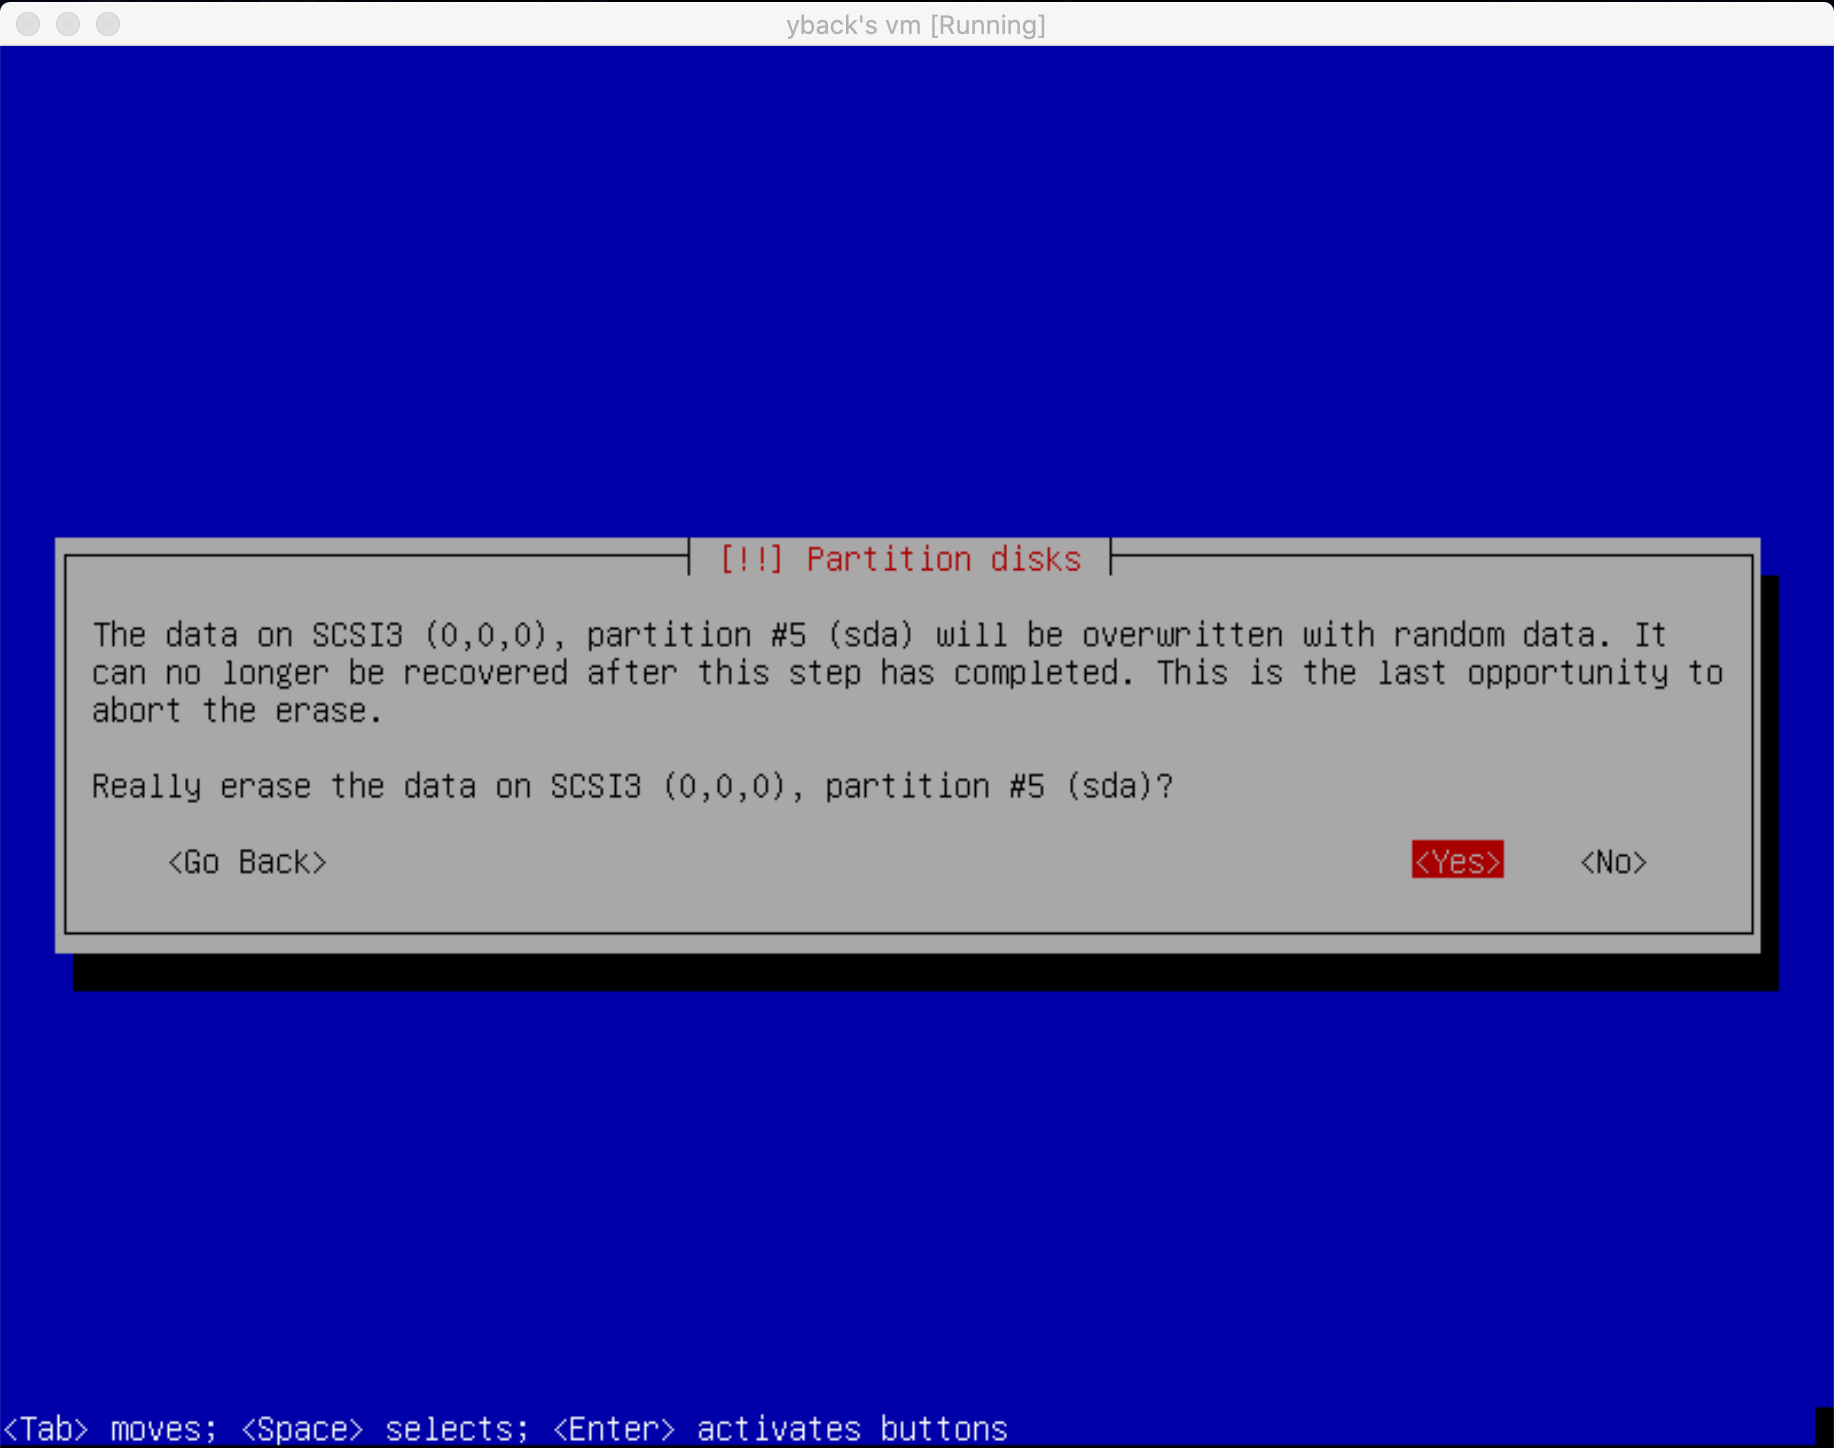 yback's vm [Running]
[!!] Partition disks
The data on SCSI3 (0,0,0), partition #5 (sda) will be overwritten with random data. It
can no longer be recovered after this step has completed. This is the last opportunity to
abort the erase.
Really erase the data on SCSI3 (0,0,0), partition #5 (sda)?
<Go Back> <Yes> <No>
<Tab> moves; <Space> selects; <Enter> activates buttons